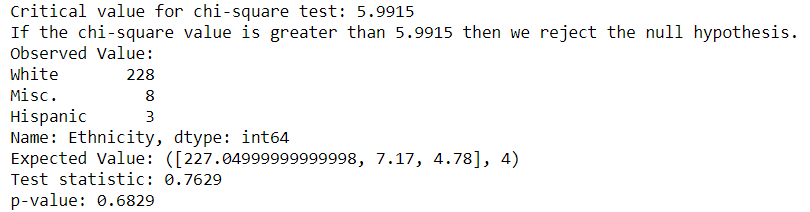 Critical value for chi-square test: 5.9915
If the chi-square value is greater than 5.9915 then we reject the null hypothesis.
Observed Value:
White       228
Misc.         8
Hispanic      3
Name: Ethnicity, dtype: int64
Expected Value: ([227.04999999999998, 7.17, 4.78], 4)
Test statistic: 0.7629
p-value: 0.6829